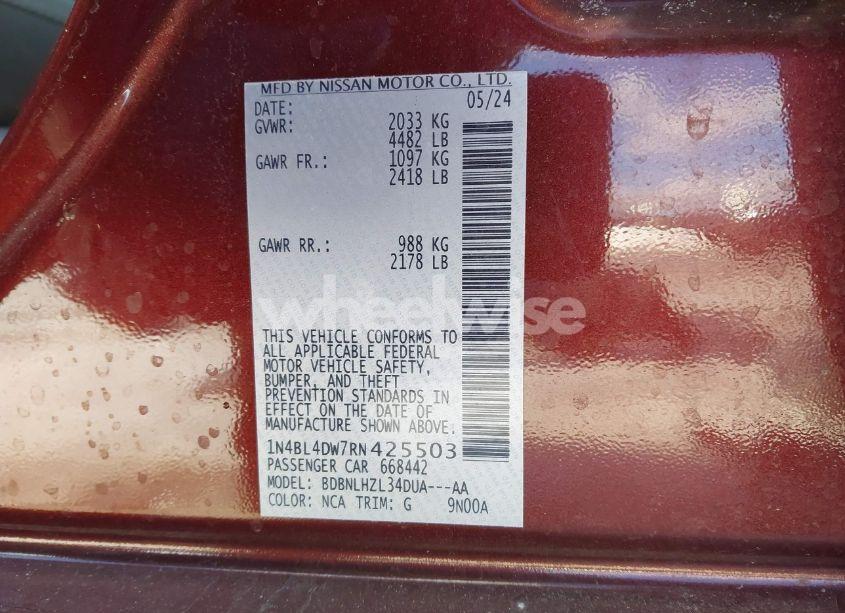 MFD BY NISSAN MOTOR CO., LTD.
DATE: 05/24
GVWR: 2033 KG
4482 LB
GAWR FR.: 1097 KG
2418 LB
GAWR RR.: 988 KG
2178 LB
wheelwise
THIS VEHICLE CONFORMS TO
ALL APPLICABLE FEDERAL
MOTOR VEHICLE SAFETY,
BUMPER, AND THEFT
PREVENTION STANDARDS IN
EFFECT ON THE DATE OF
MANUFACTURE SHOWN ABOVE.
1N4BL4DW7RN425503
PASSENGER CAR 668442
MODEL: BDBNLHZL34DUA---AA
COLOR: NCA TRIM: G 9N00A